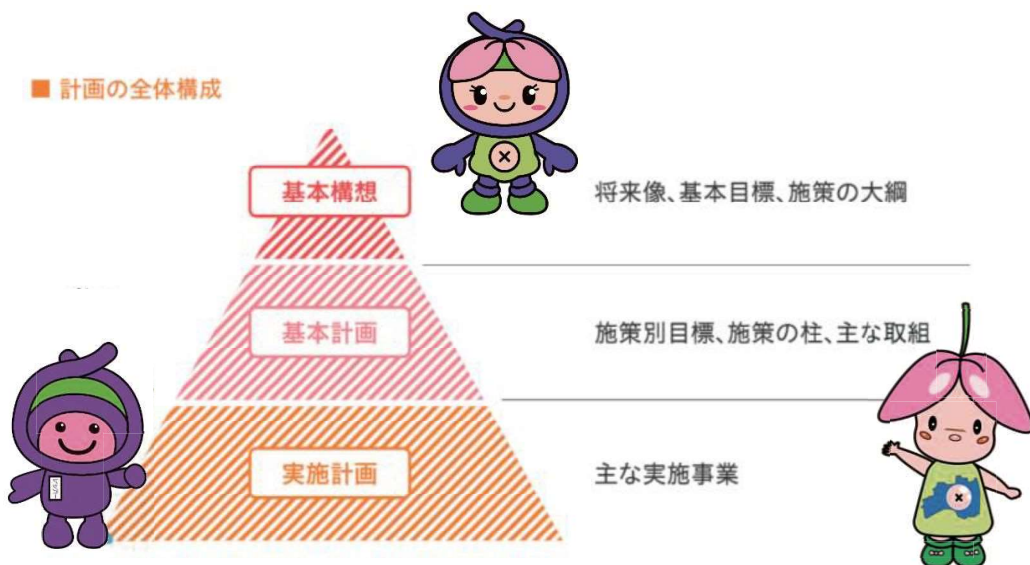 ■ 計画の全体構成
基本構想
将来像、基本目標、施策の大綱
基本計画
施策別目標、施策の柱、主な取組
実施計画
主な実施事業